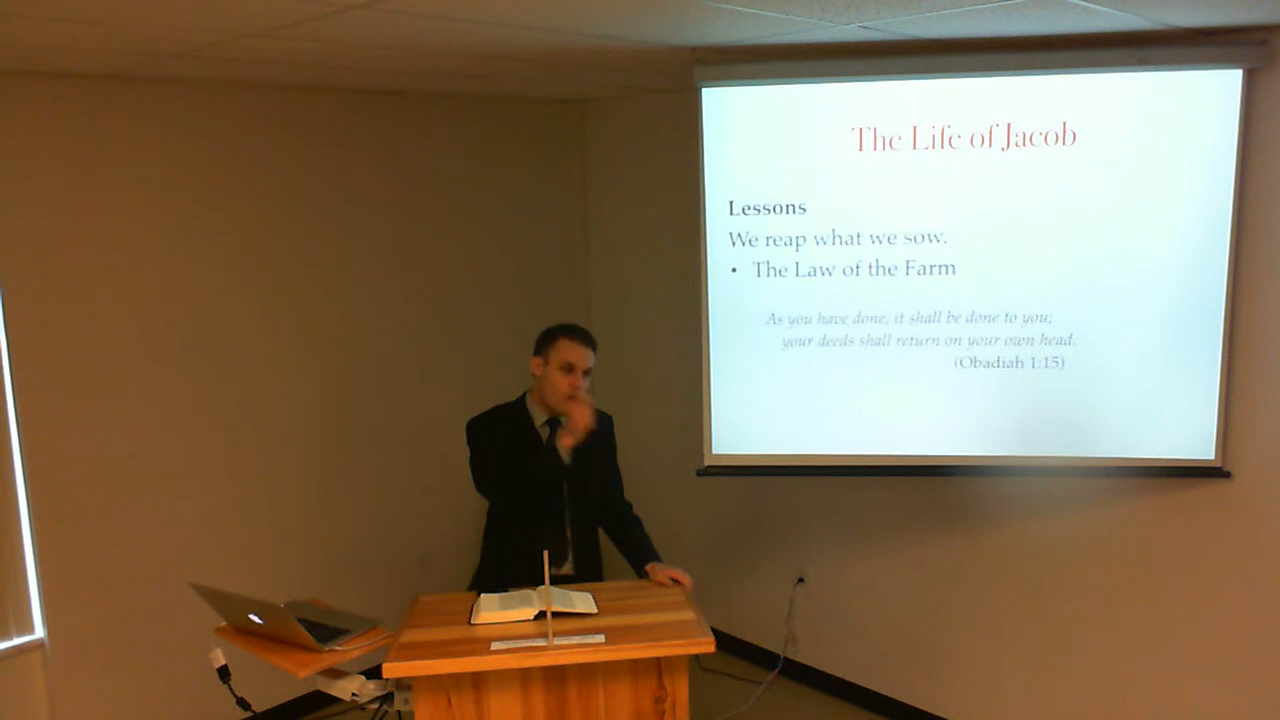 The Life of Jacob
Lessons
We reap what we sow.
• The Law of the Farm
As you have done, it shall be done to you;
your deeds shall return on your own head.
(Obadiah 1:15)